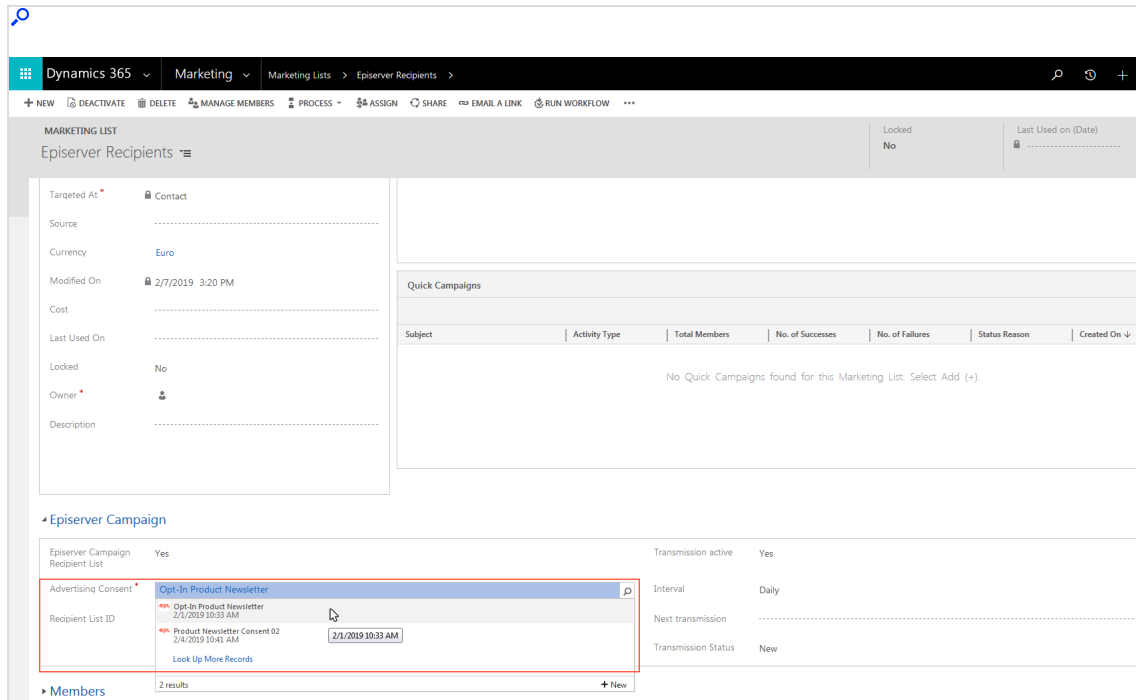 Dynamics 365 Marketing Marketing Lists > Episerver Recipients >
+ NEW DEACTIVATE DELETE MANAGE MEMBERS PROCESS ASSIGN SHARE EMAIL A LINK RUN WORKFLOW •••
MARKETING LIST
Episerver Recipients
Locked
No
Last Used on (Date)
Targeted At* Contact
Source
Currency Euro
Modified On 2/7/2019 3:20 PM
Cost
Last Used On
Locked No
Owner*
Description
Quick Campaigns
Subject Activity Type Total Members No. of Successes No. of Failures Status Reason Created On ↓
No Quick Campaigns found for this Marketing List. Select Add (+).
Episerver Campaign
Episerver Campaign Recipient List Yes
Advertising Consent* Opt-In Product Newsletter
Recipient List ID
Opt-In Product Newsletter
2/1/2019 10:33 AM
Product Newsletter Consent 02
2/4/2019 10:41 AM
2/1/2019 10:33 AM
Look Up More Records
2 results + New
Transmission active Yes
Interval Daily
Next transmission
Transmission Status New
Members